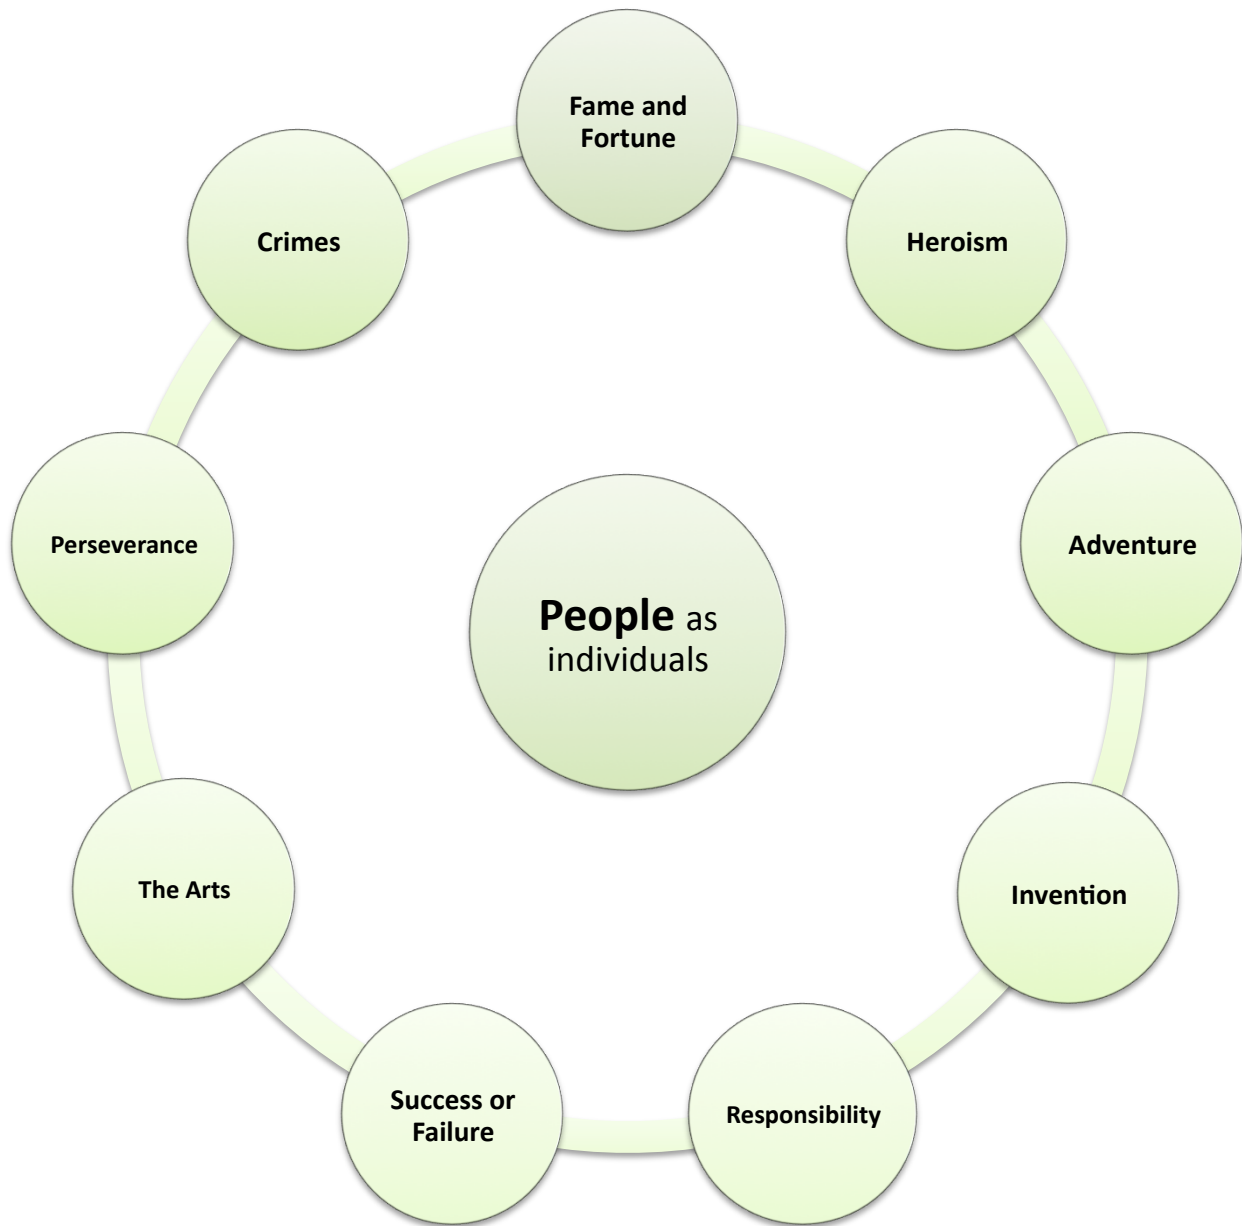 Fame and
Fortune
Heroism
Adventure
Invention
Responsibility
Success or
Failure
The Arts
Perseverance
Crimes
People as
individuals